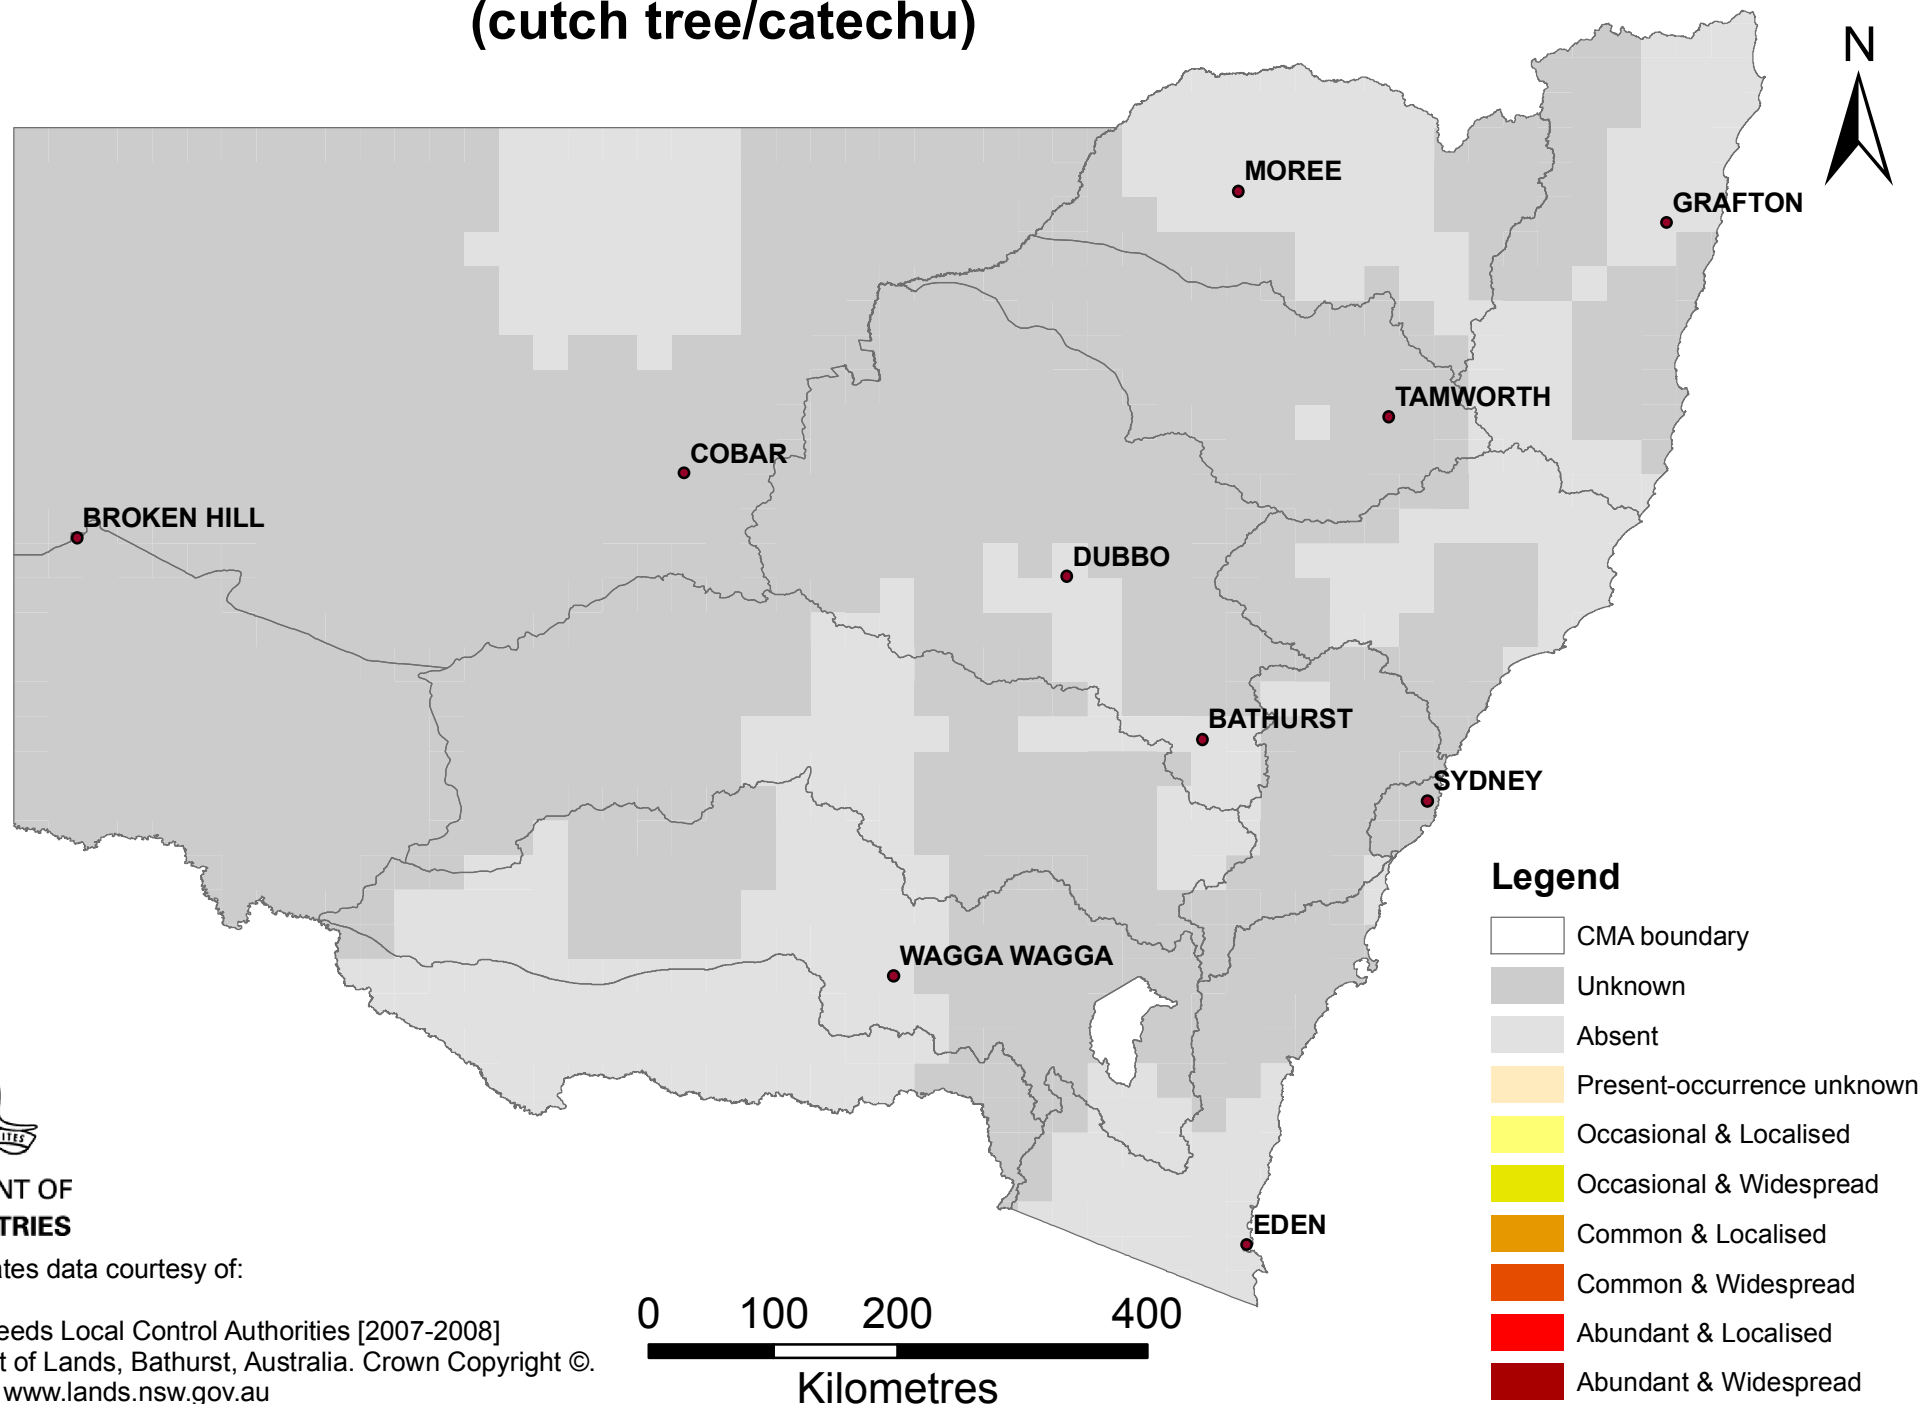 (cutch tree/catechu)
N
MOREE
GRAFTON
TAMWORTH
COBAR
BROKEN HILL
DUBBO
BATHURST
SYDNEY
WAGGA WAGGA
EDEN
Legend
CMA boundary
Unknown
Absent
Present-occurrence unknown
Occasional & Localised
Occasional & Widespread
Common & Localised
Common & Widespread
Abundant & Localised
Abundant & Widespread
ITES
NT OF
TRIES
ates data courtesy of:
eeds Local Control Authorities [2007-2008]
t of Lands, Bathurst, Australia. Crown Copyright ©.
www.lands.nsw.gov.au
0 100 200 400
Kilometres